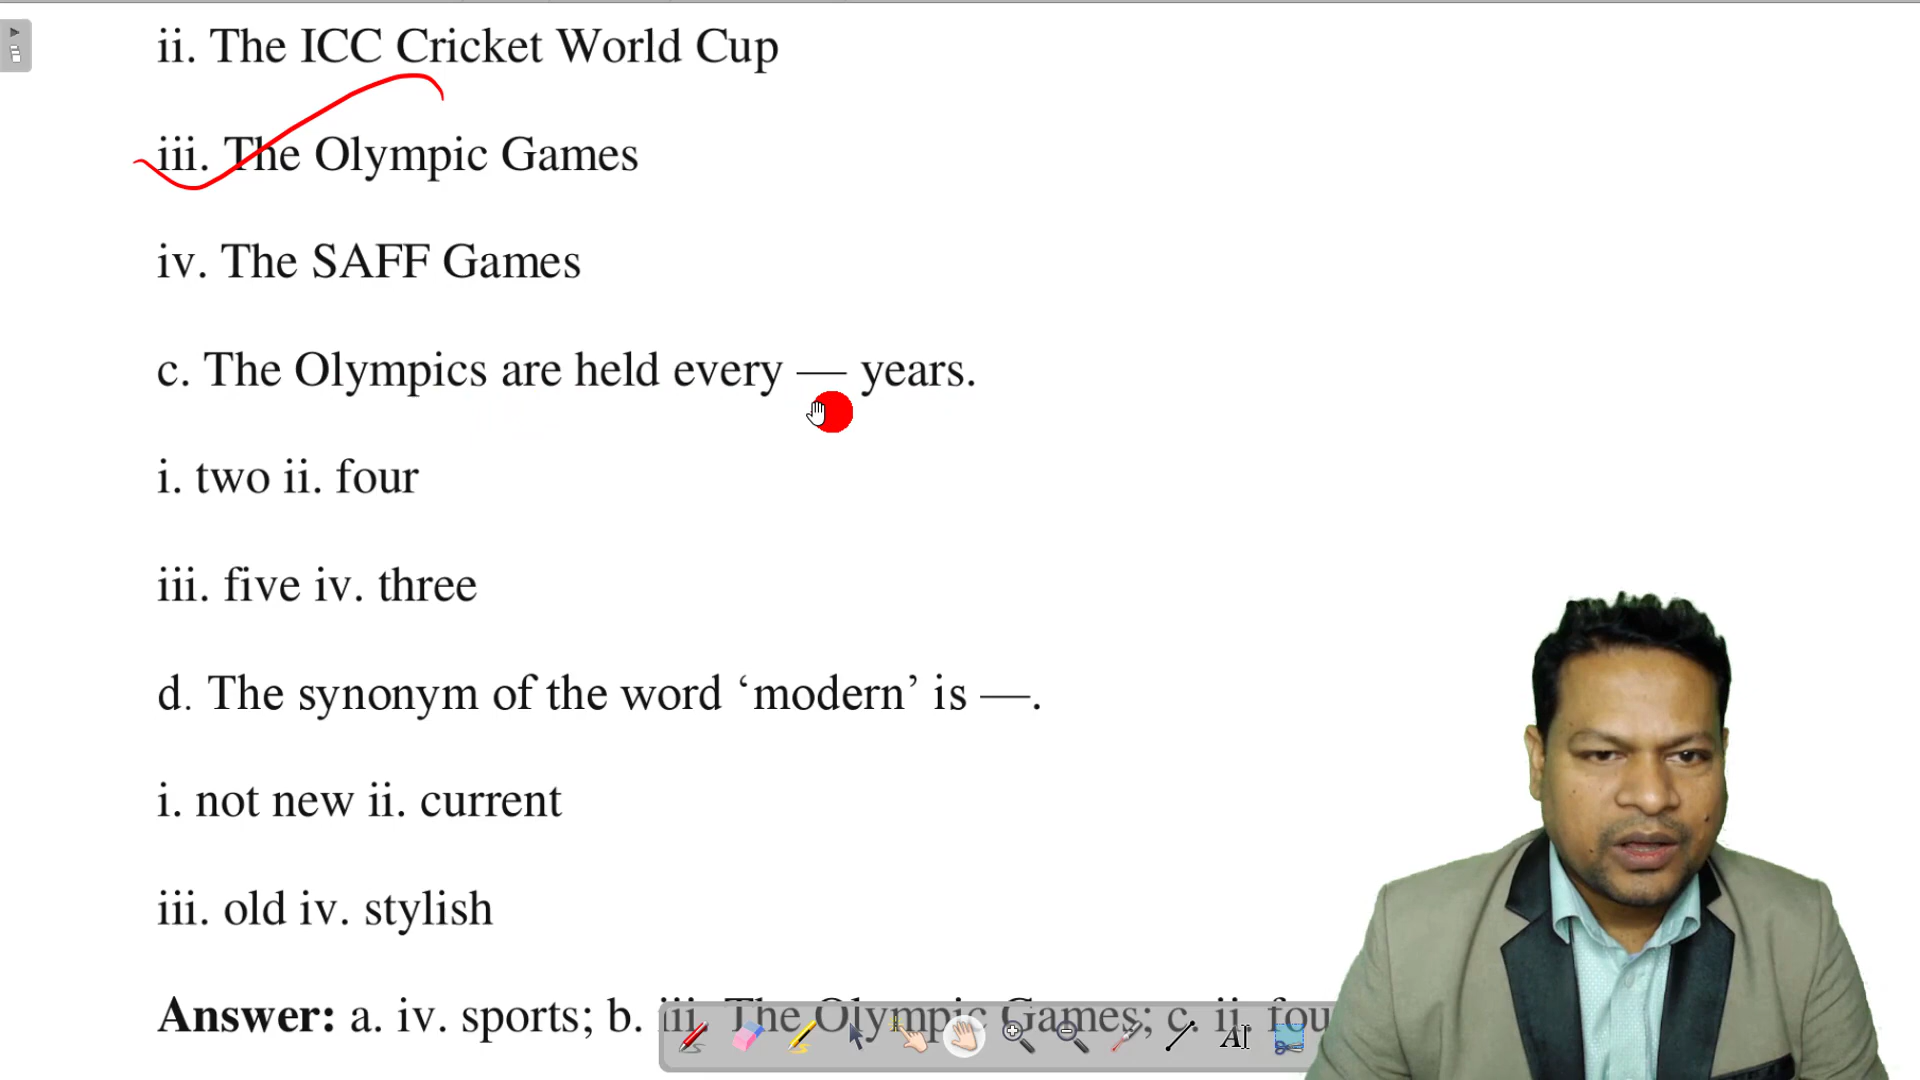 ii. The ICC Cricket World Cup
iii. The Olympic Games
iv. The SAFF Games
c. The Olympics are held every — years.
i. two ii. four
iii. five iv. three
d. The synonym of the word ‘modern’ is —.
i. not new ii. current
iii. old iv. stylish
Answer: a. iv. sports; b. iii. The Olympic Games; c. ii.